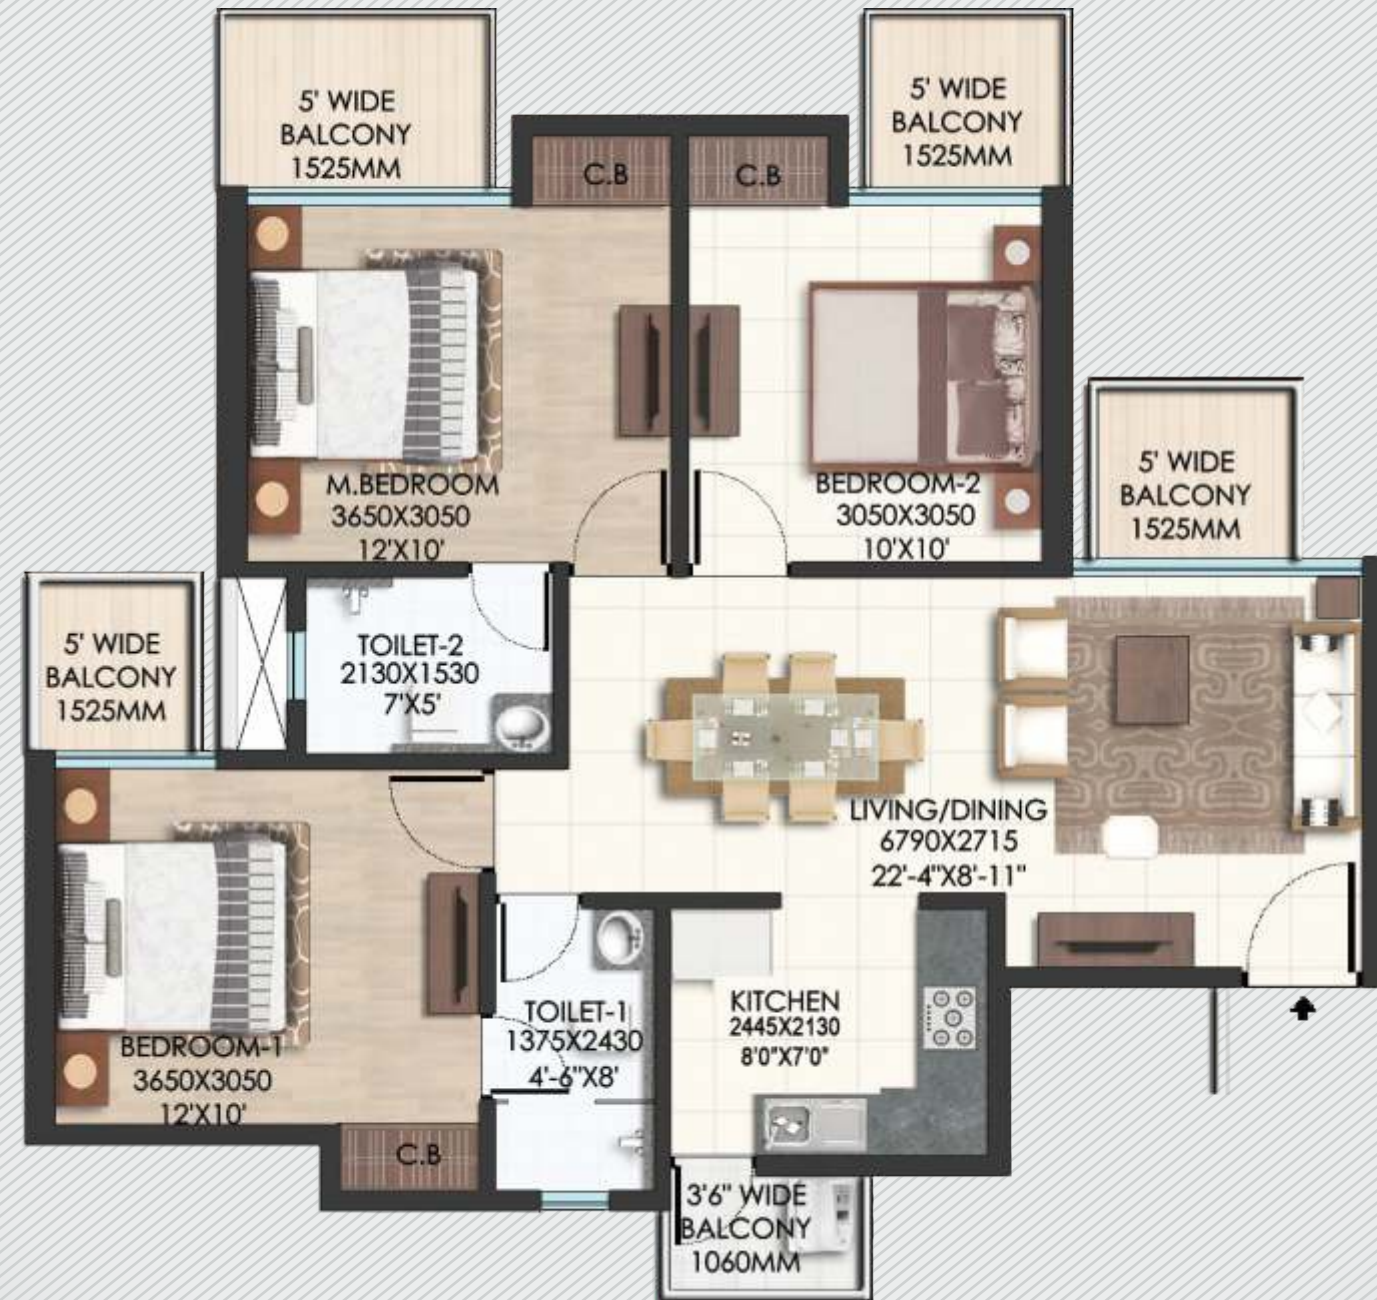 5' WIDE
BALCONY
1525MM
5' WIDE
BALCONY
1525MM
C.B
C.B
M.BEDROOM
3650X3050
12'X10'
BEDROOM-2
3050X3050
10'X10'
5' WIDE
BALCONY
1525MM
5' WIDE
BALCONY
1525MM
TOILET-2
2130X1530
7'X5'
LIVING/DINING
6790X2715
22'-4"X8'-11"
BEDROOM-1
3650X3050
12'X10'
TOILET-1
1375X2430
4'-6"X8'
KITCHEN
2445X2130
8'0"X7'0"
C.B
3'6" WIDE
BALCONY
1060MM